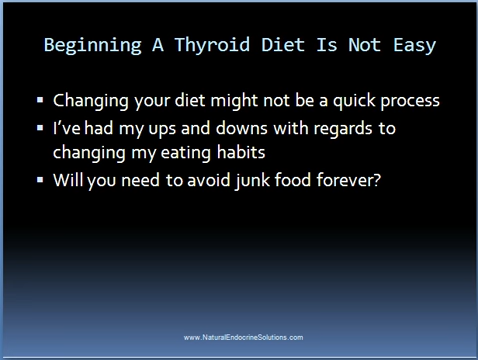 Beginning A Thyroid Diet Is Not Easy
▪ Changing your diet might not be a quick process
▪ I've had my ups and downs with regards to
changing my eating habits
▪ Will you need to avoid junk food forever?
www.NaturalEndocrineSolutions.com